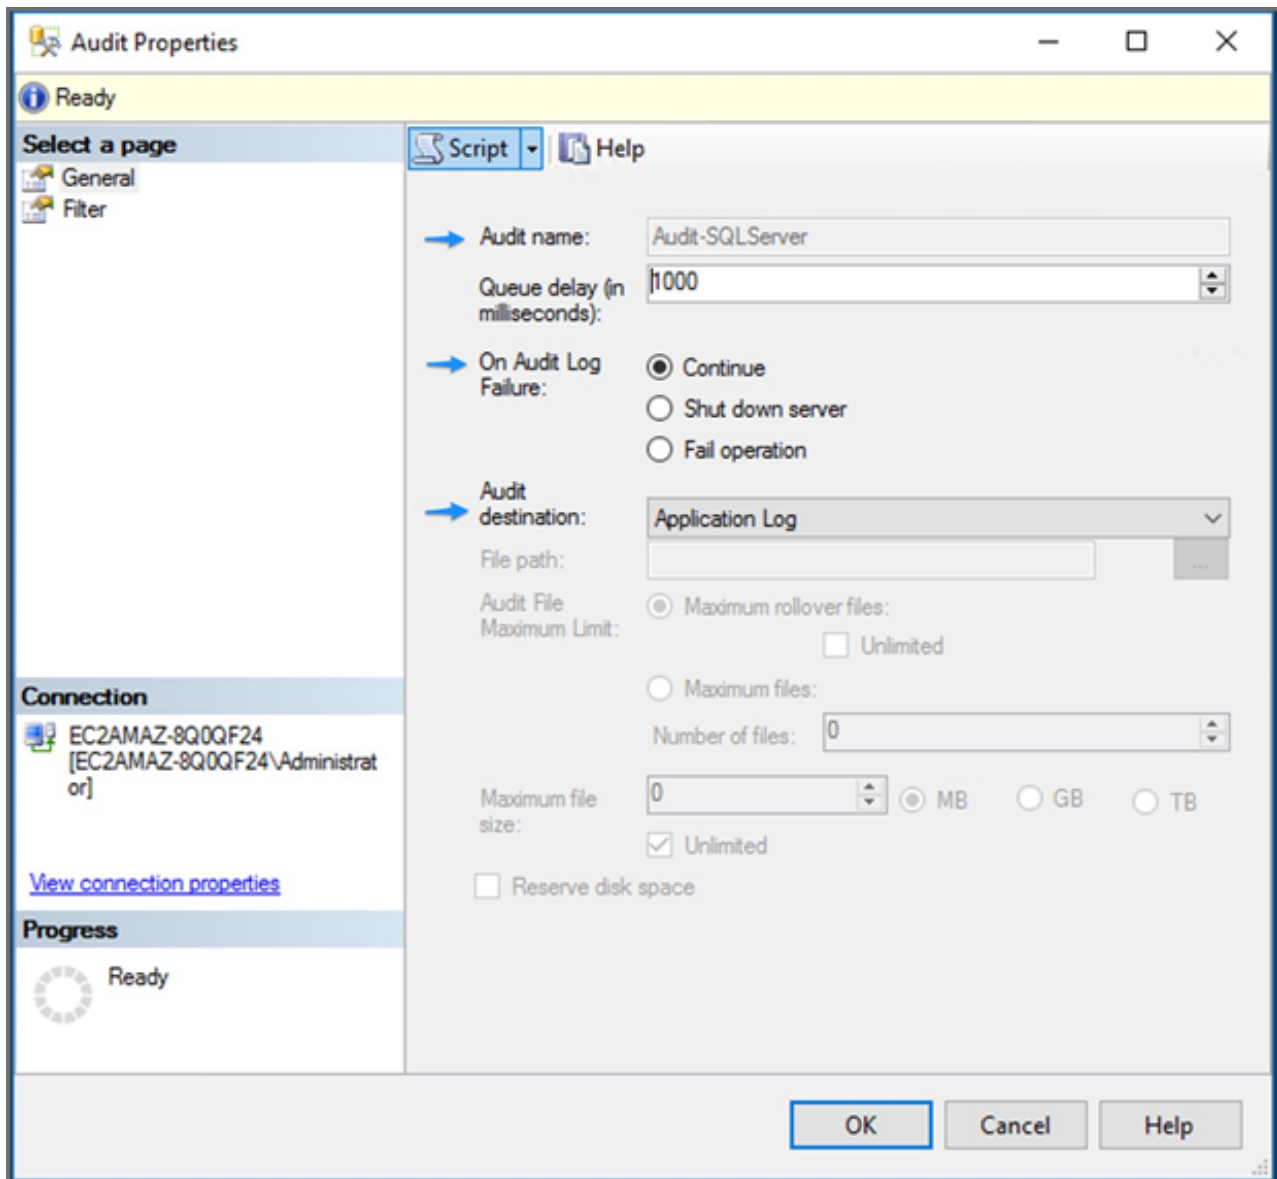 Audit Properties
Ready
Select a page
General
Filter
Script
Help
Audit name:
Audit-SQLServer
Queue delay (in
milliseconds):
1000
On Audit Log
Failure:
Continue
Shut down server
Fail operation
Audit
destination:
Application Log
File path:
...
Audit File
Maximum Limit:
Maximum rollover files:
Unlimited
Maximum files:
Number of files:
0
Maximum file
size:
0
MB
GB
TB
Unlimited
Reserve disk space
Connection
EC2AMAZ-8Q0QF24
[EC2AMAZ-8Q0QF24\Administrat
or]
View connection properties
Progress
Ready
OK
Cancel
Help